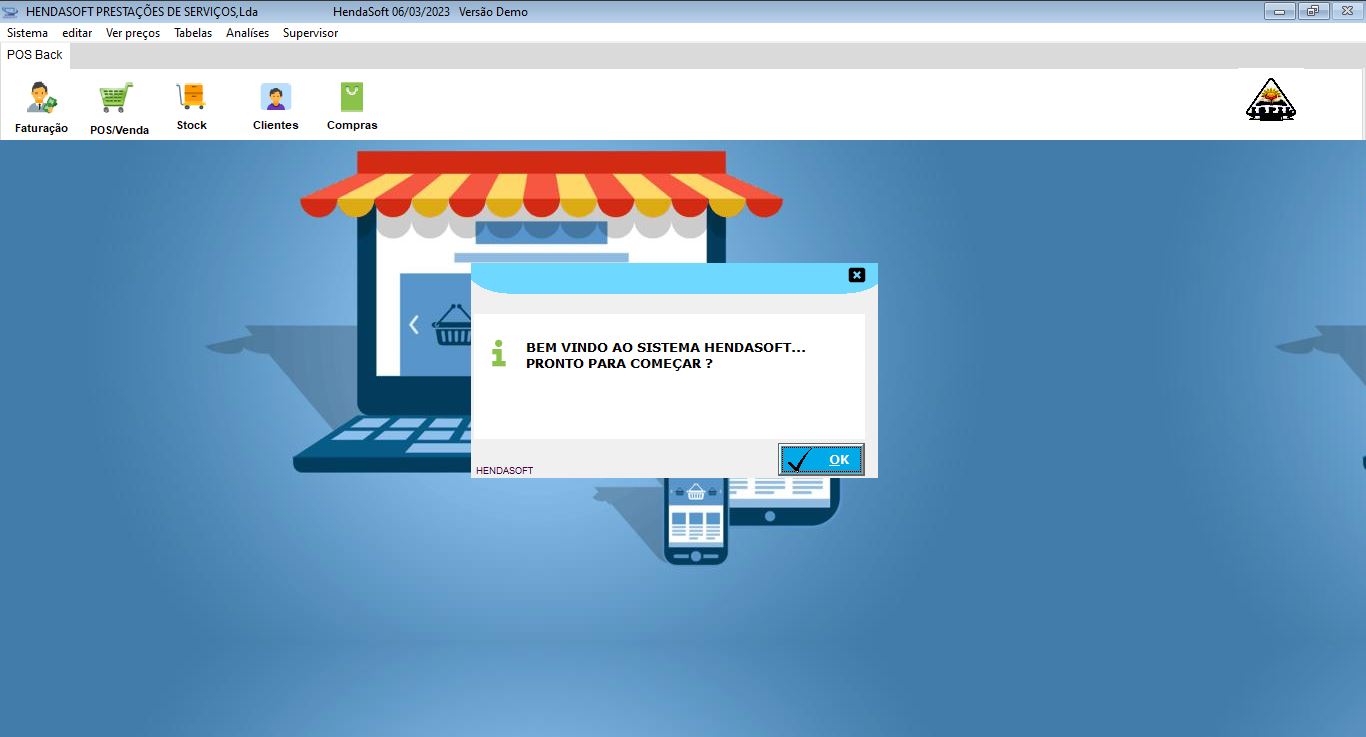 HENDASOFT PRESTAÇÕES DE SERVIÇOS,Lda HendaSoft 06/03/2023 Versão Demo
Sistema editar Ver preços Tabelas Analíses Supervisor
POS Back
Faturação POS/Venda Stock Clientes Compras
BEM VINDO AO SISTEMA HENDASOFT...
PRONTO PARA COMEÇAR ?
OK
HENDASOFT